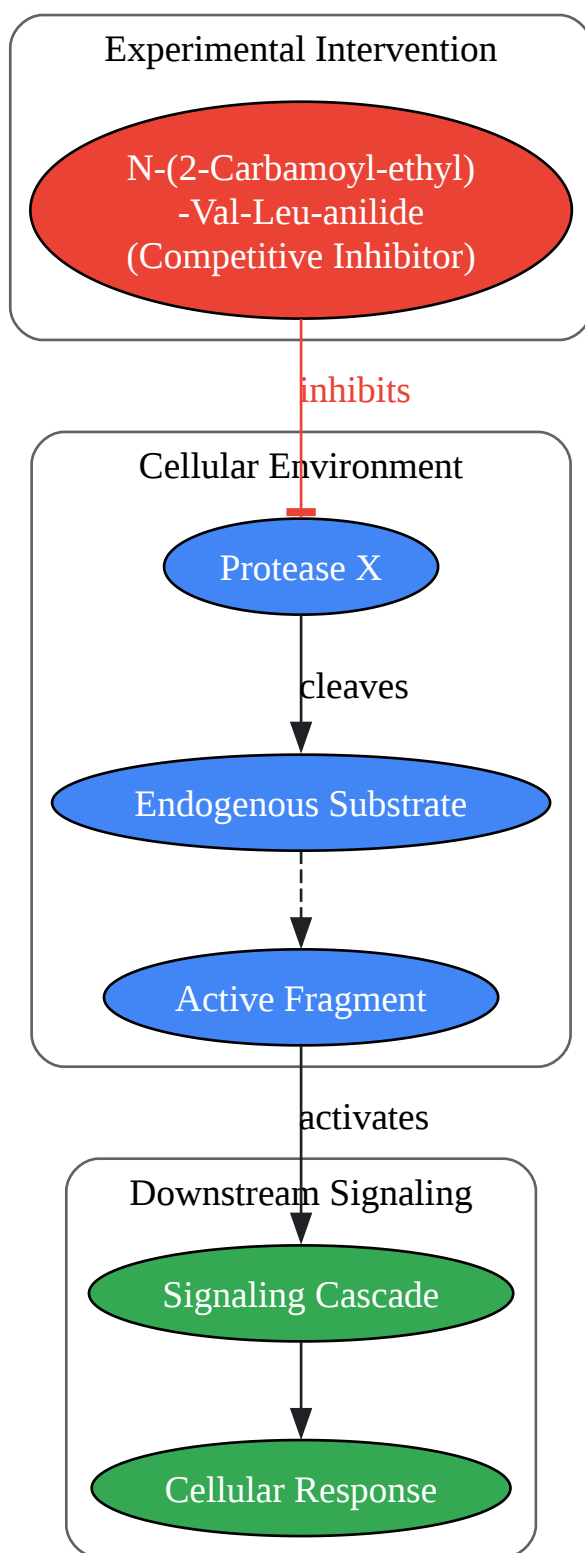 Experimental Intervention
N-(2-Carbamoyl-ethyl)
-Val-Leu-anilide
(Competitive Inhibitor)
inhibits
Cellular Environment
Protease X
cleaves
Endogenous Substrate
Active Fragment
activates
Downstream Signaling
Signaling Cascade
Cellular Response